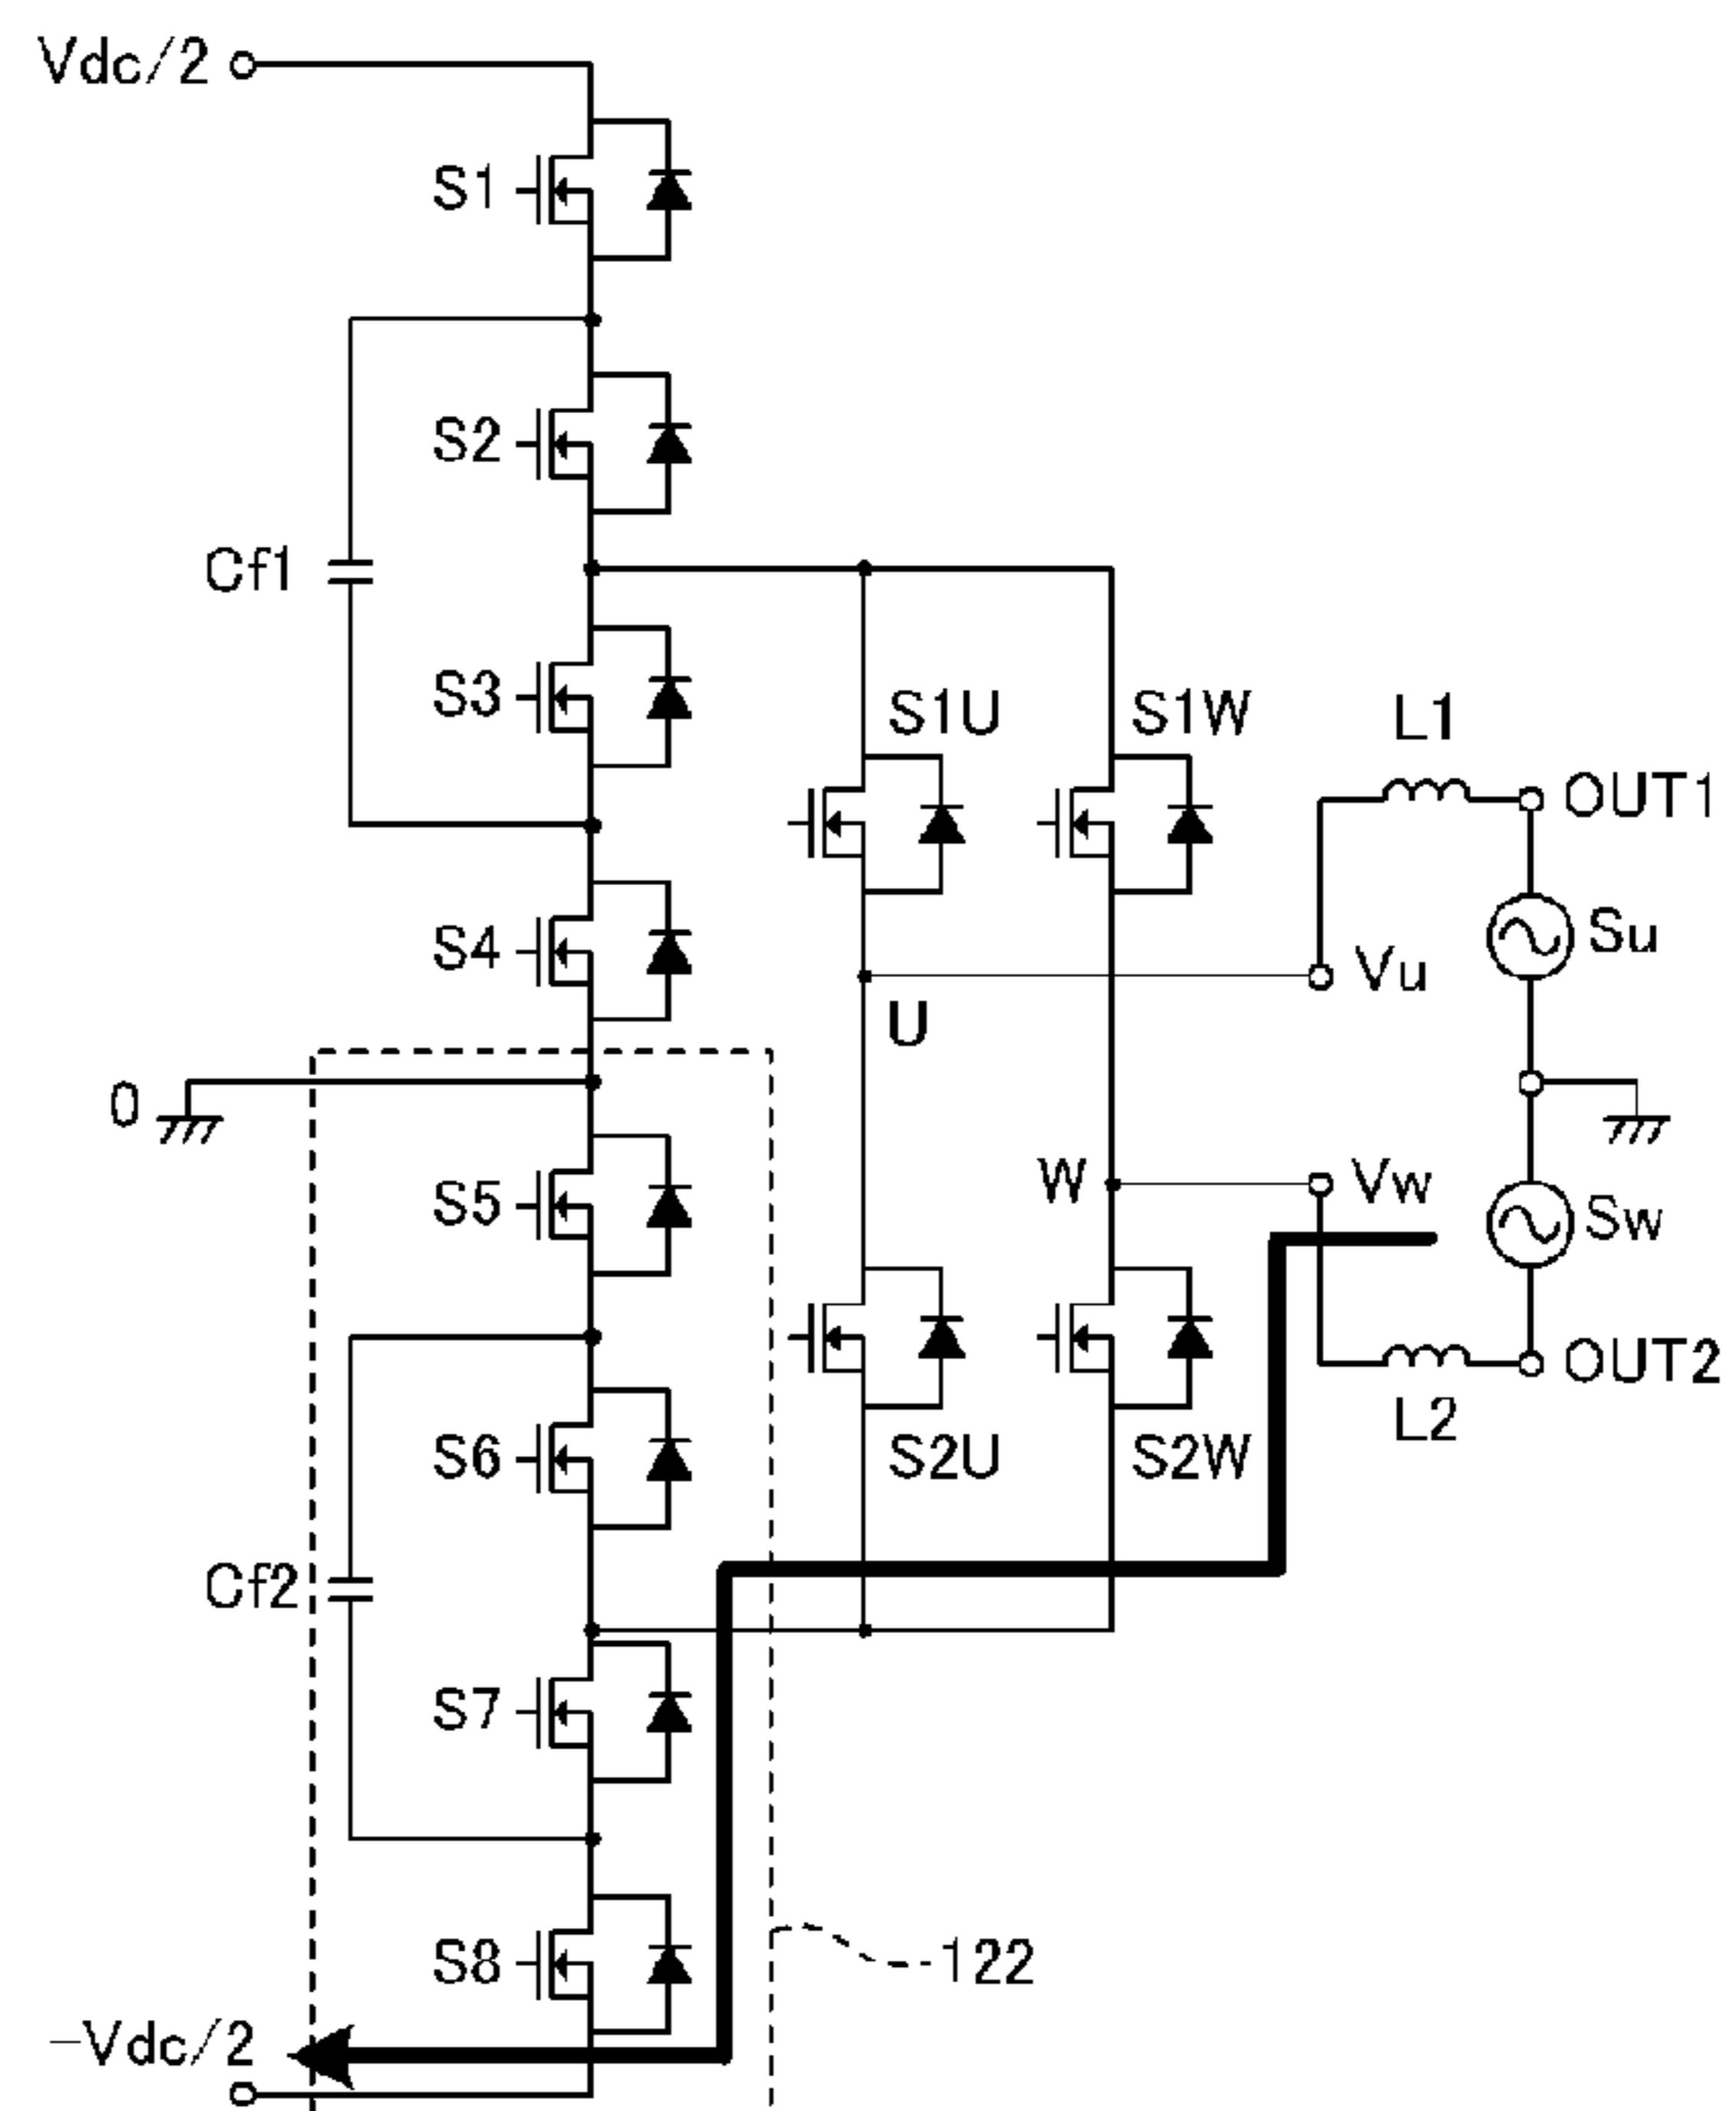 Vdc/2
S1
S2
Cf1
S3
S1U
S1W
L1
OUT1
S4
Su
Vu
U
0
W
Vw
S5
Sw
OUT2
L2
S6
S2U
S2W
Cf2
S7
S8
122
-Vdc/2